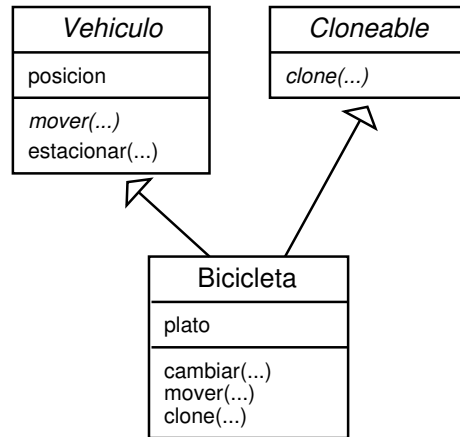 Vehiculo
posicion
mover(...)
estacionar(...)
Cloneable
clone(...)
Bicicleta
plato
cambiar(...)
mover(...)
clone(...)